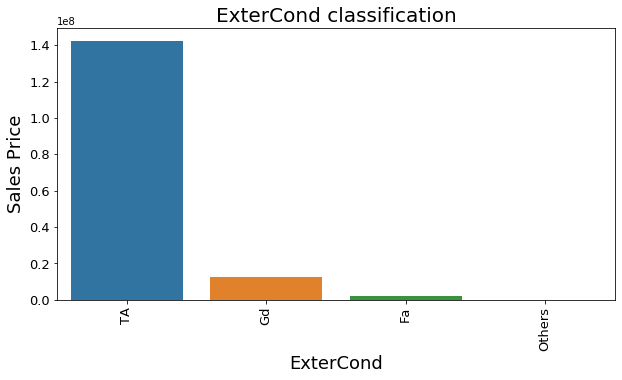 ExterCond classification
1e8
1.4
1.2
1.0
0.8
0.6
0.4
0.2
0.0
Sales Price
TA
Gd
Fa
Others
ExterCond